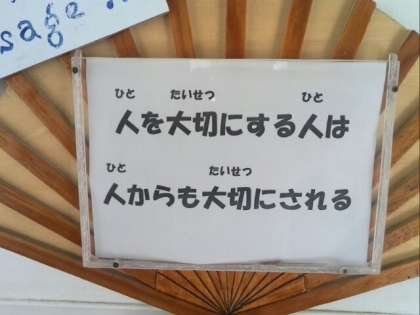 sage
ひと たいせつ ひと
人を大切にする人は
ひと たいせつ
人からも大切にされる